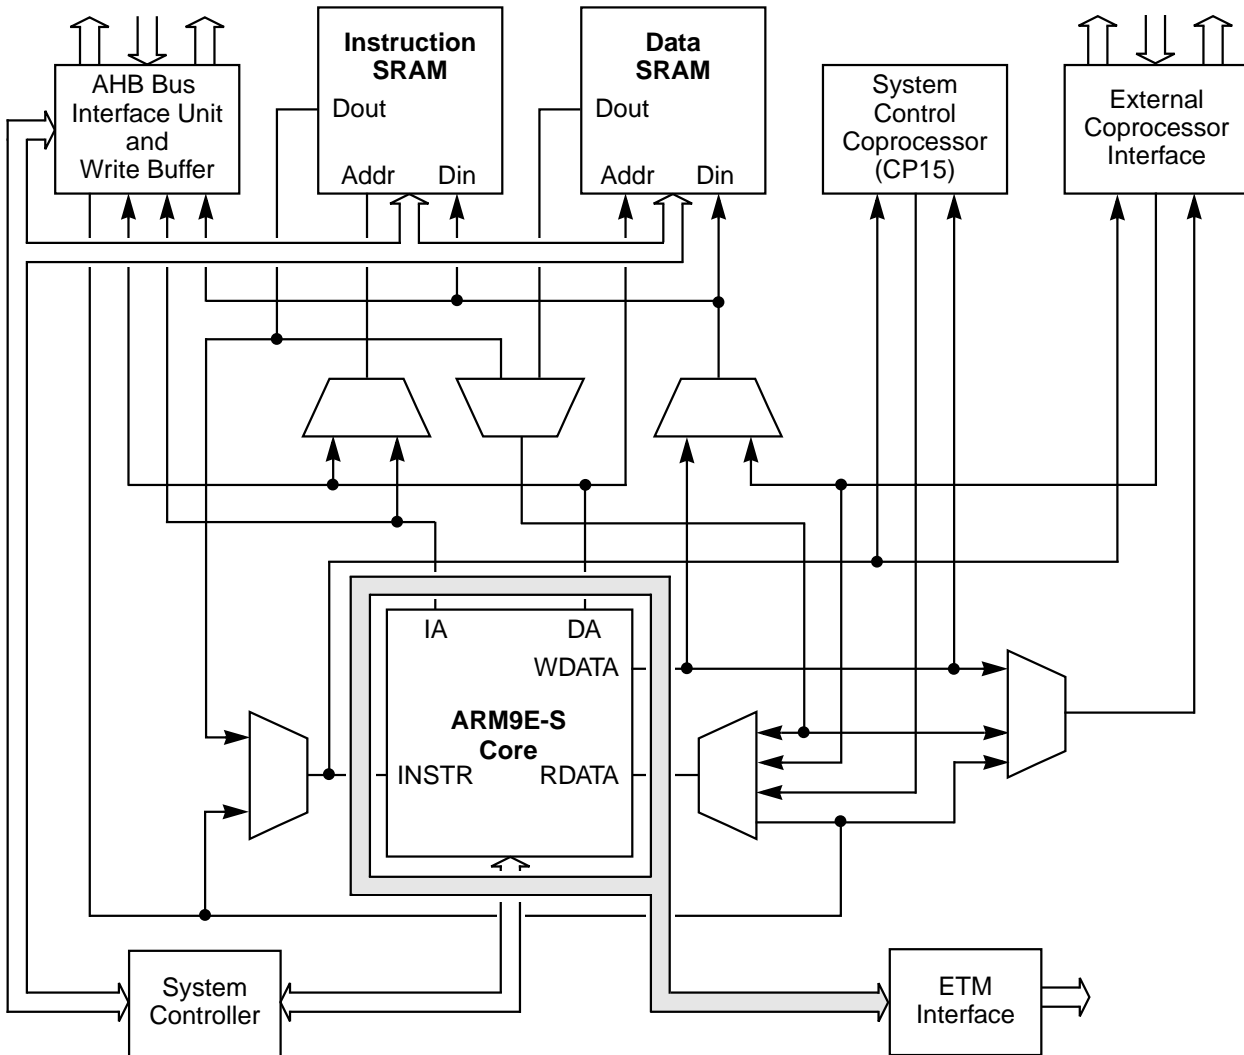 AHB Bus
Interface Unit
and
Write Buffer
Instruction
SRAM
Dout
Addr Din
Data
SRAM
Dout
Addr Din
System
Control
Coprocessor
(CP15)
External
Coprocessor
Interface
IA DA
WDATA
ARM9E-S
Core
INSTR RDATA
System
Controller
ETM
Interface